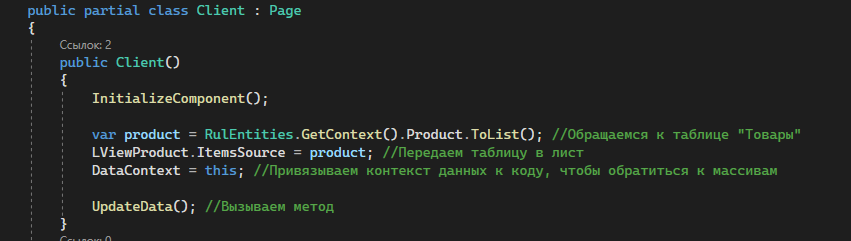 public partial class Client : Page
{
Ссылок: 2
public Client()
{
InitializeComponent();
var product = RulEntities.GetContext().Product.ToList(); //Обращаемся к таблице "Товары"
LViewProduct.ItemsSource = product; //Передаем таблицу в лист
DataContext = this; //Привязываем контекст данных к коду, чтобы обратиться к массивам
UpdateData(); //Вызываем метод
}
Ссылок: 0